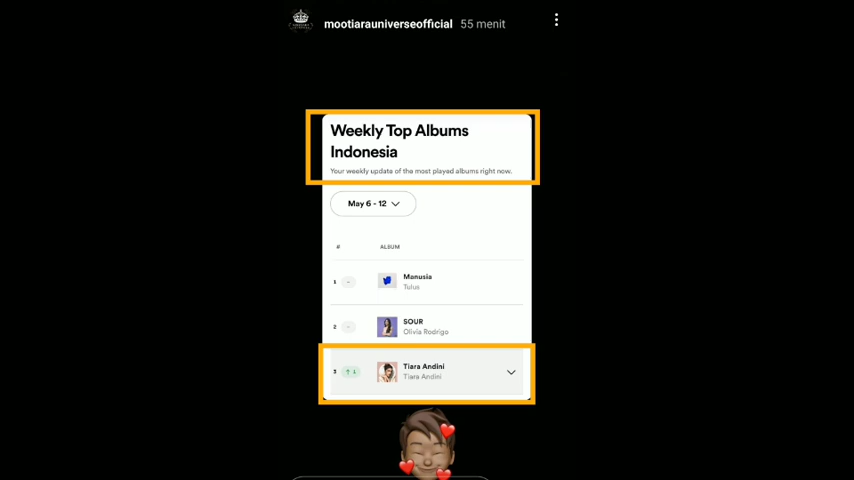 mootiarauniverseofficial 55 menit
Weekly Top Albums
Indonesia
Your weekly update of the most played albums right now.
May 6 - 12
# ALBUM
1 Manusia
Tulus
2 SOUR
Olivia Rodrigo
3 ↑ 1 Tiara Andini
Tiara Andini